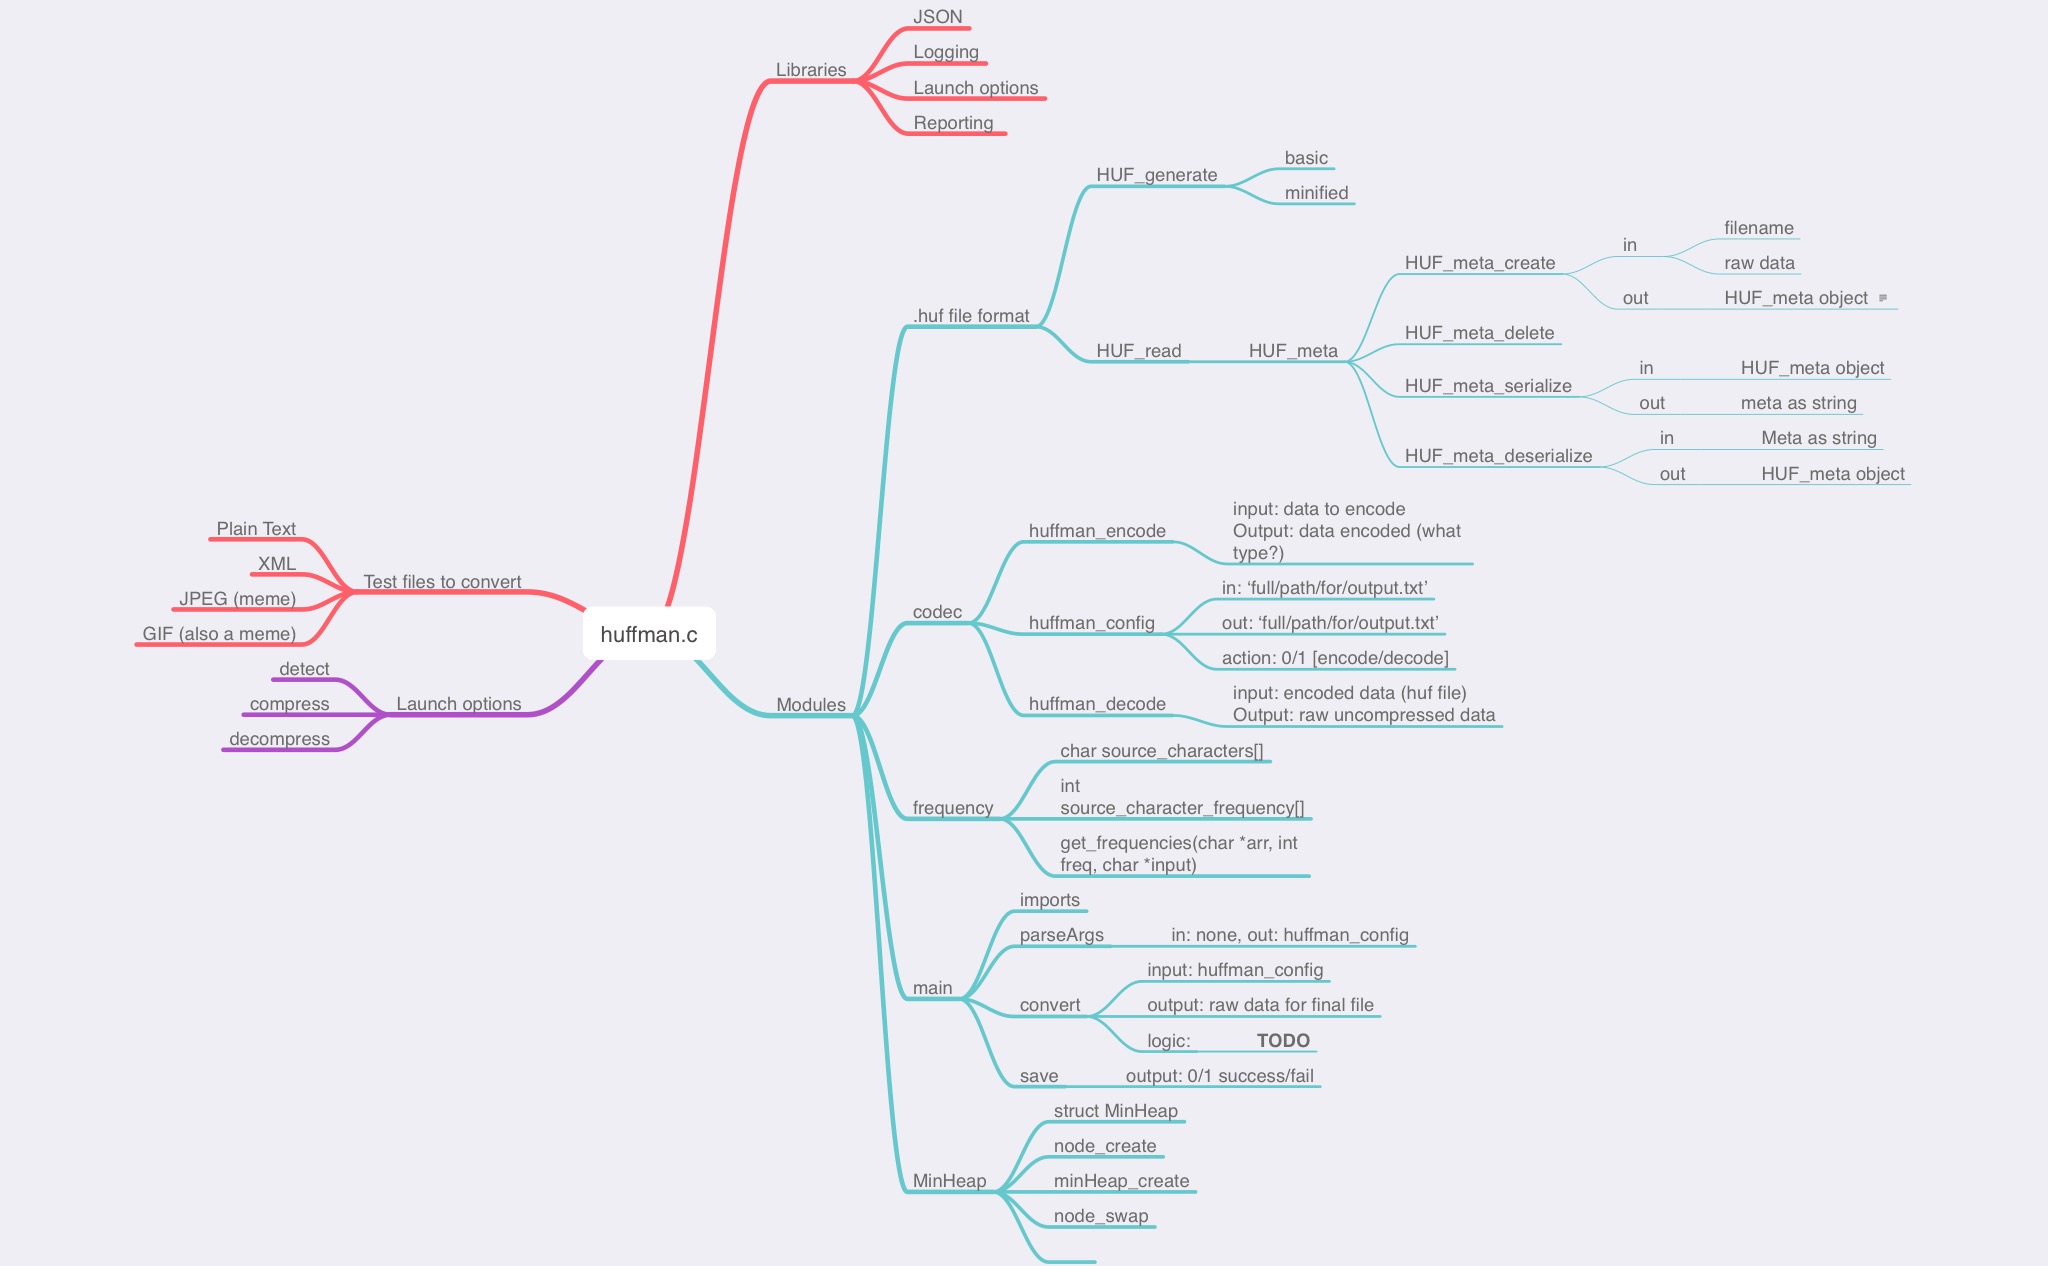 JSON
Logging
Libraries
Launch options
Reporting
basic
HUF_generate
minified
filename
in
HUF_meta_create
raw data
out
HUF_meta object
.huf file format
HUF_meta_delete
HUF_read
HUF_meta
in
HUF_meta object
HUF_meta_serialize
out
meta as string
in
Meta as string
HUF_meta_deserialize
out
HUF_meta object
Plain Text
XML
Test files to convert
JPEG (meme)
GIF (also a meme)
huffman.c
detect
compress
Launch options
decompress
Modules
codec
huffman_encode
input: data to encode
Output: data encoded (what
type?)
huffman_config
in: ‘full/path/for/output.txt’
out: ‘full/path/for/output.txt’
action: 0/1 [encode/decode]
huffman_decode
input: encoded data (huf file)
Output: raw uncompressed data
frequency
char source_characters[]
int
source_character_frequency[]
get_frequencies(char *arr, int
freq, char *input)
main
imports
parseArgs
in: none, out: huffman_config
convert
input: huffman_config
output: raw data for final file
logic:
TODO
save
output: 0/1 success/fail
MinHeap
struct MinHeap
node_create
minHeap_create
node_swap